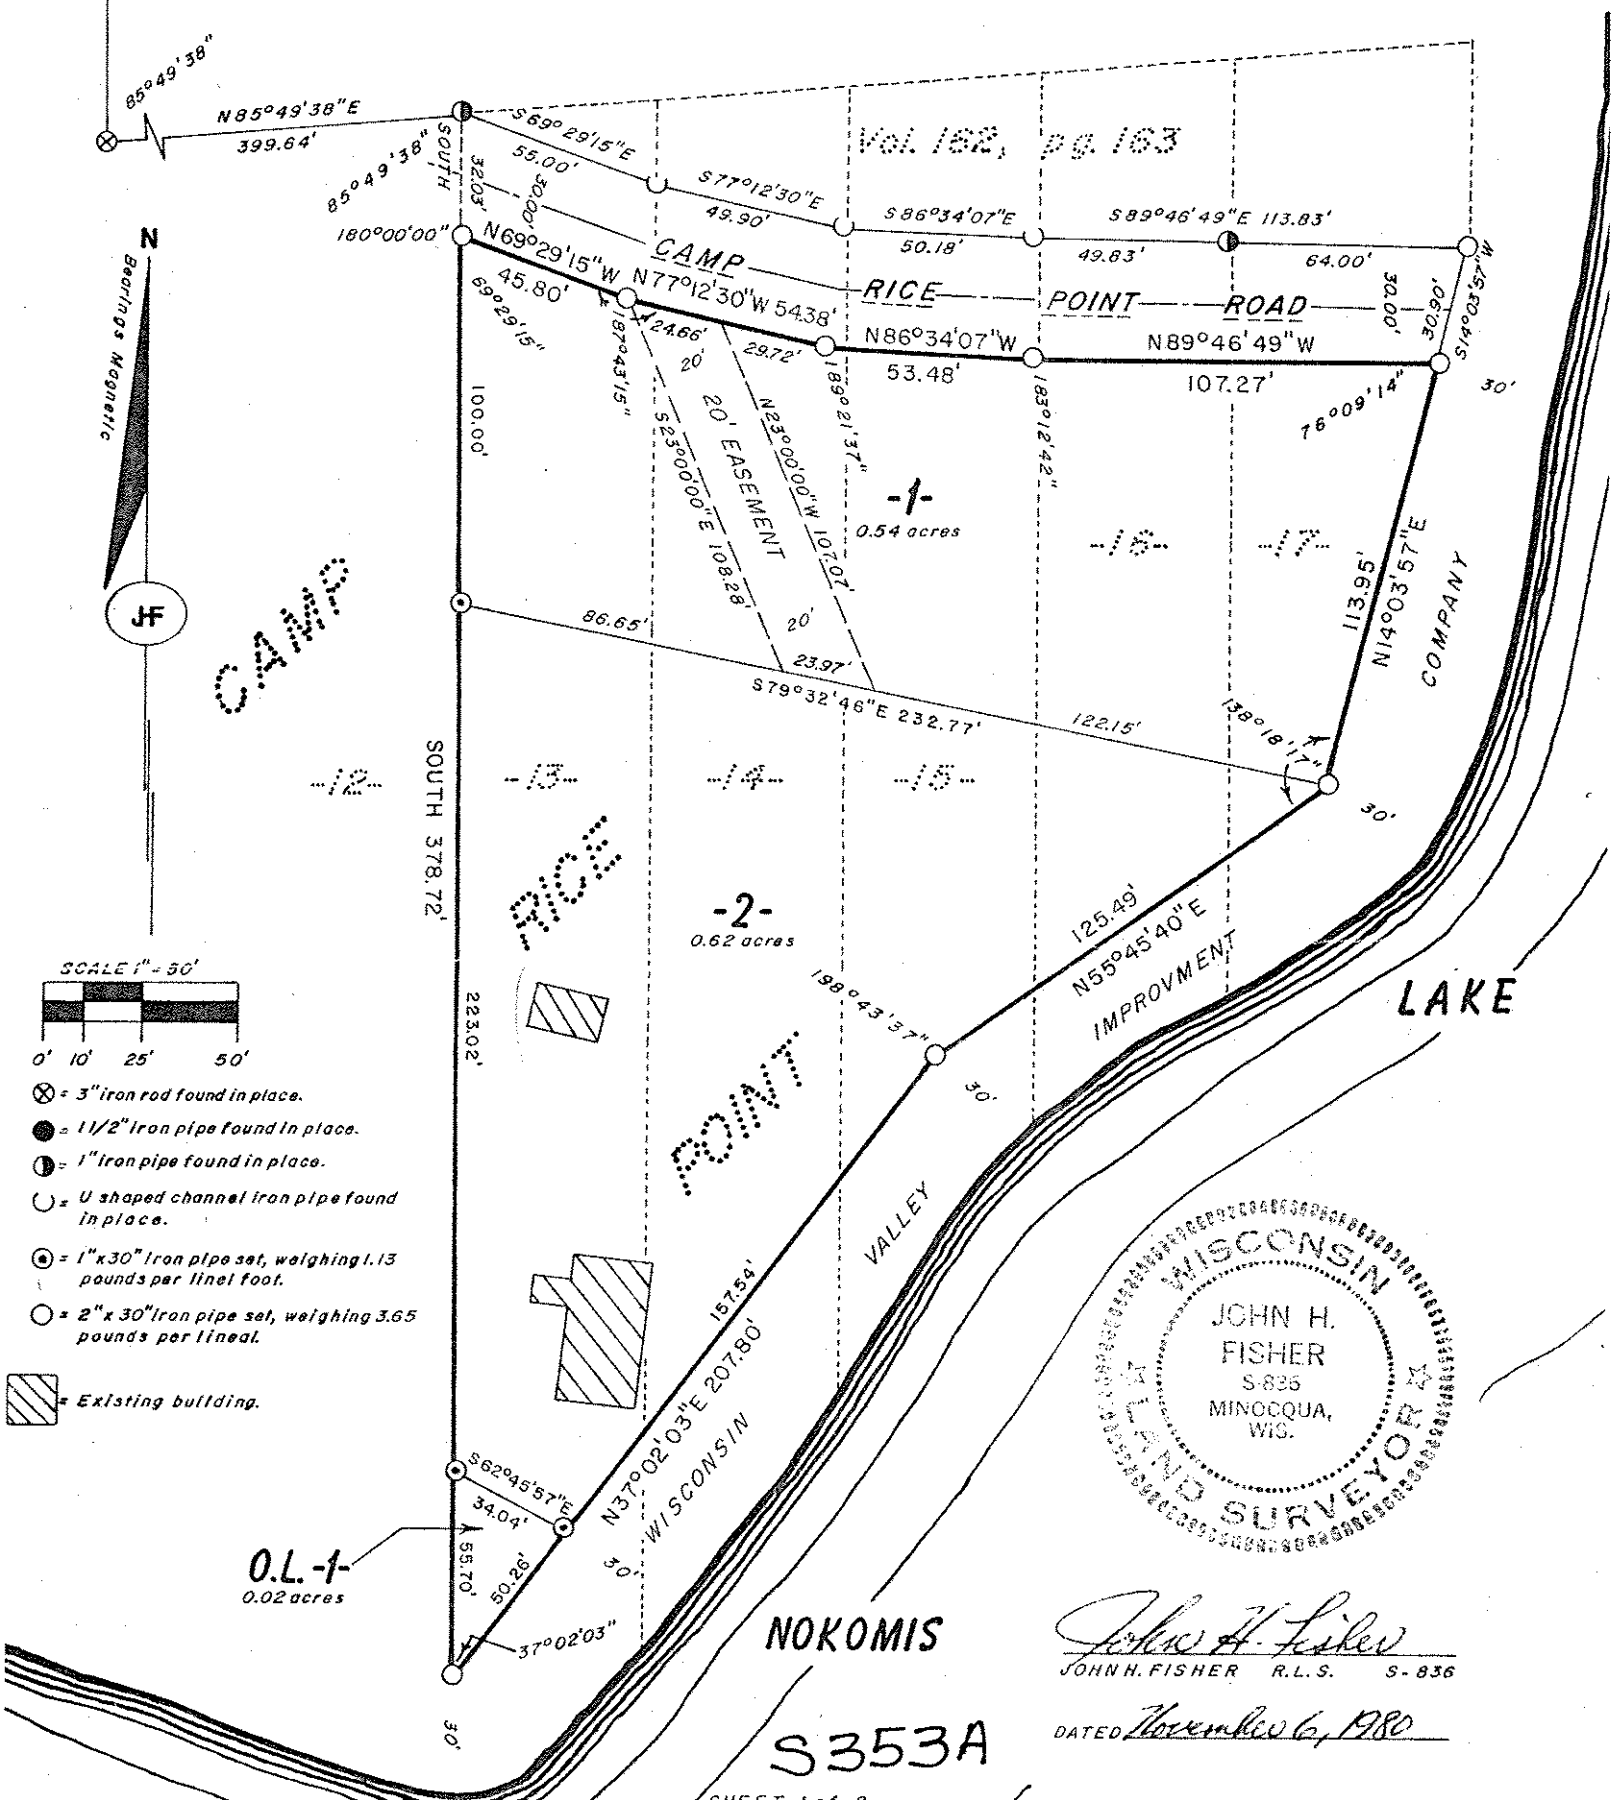 85°49'38"
N85°49'38"E
399.64'
85°49'38"
SOUTH
32.03'
30.00'
S69°29'15"E
55.00'
S77°12'30"E
49.90'
Vol. 162, pg. 163
S86°34'07"E
50.18'
S89°46'49"E 113.83'
49.83'
64.00'
30.00'
30.90'
S14°03'57"W
180°00'00"
N69°29'15"W
45.80'
69°29'15"
CAMP RICE POINT ROAD
N77°12'30"W 54.38'
24.66'
29.72'
N86°34'07"W
53.48'
N89°46'49"W
107.27'
76°09'14"
30'
187°43'15"
189°21'37"
183°12'42"
N
Bearings Magnetic
JF
100.00'
20'
20' EASEMENT
S23°00'00"E 108.28'
N23°00'00"W 107.07'
20'
-1-
0.54 acres
-16-
-17-
113.95'
N14°03'57"E
COMPANY
CAMP
86.65'
23.97'
S79°32'46"E 232.77'
122.15'
138°18'17"
30'
-12-
-13-
-14-
-15-
SOUTH 378.72'
RICE
-2-
0.62 acres
125.49'
N55°45'40"E
IMPROVMENT
198°43'37"
30'
LAKE
223.02'
POINT
VALLEY
SCALE 1" = 50'
0' 10' 25' 50'
= 3" iron rod found in place.
= 1 1/2" iron pipe found in place.
= 1" iron pipe found in place.
= U shaped channel iron pipe found
in place.
= 1" x 30" iron pipe set, weighing 1.13
pounds per linel foot.
= 2" x 30" iron pipe set, weighing 3.65
pounds per lineal.
= Existing building.
157.54'
N37°02'03"E 207.80'
WISCONSIN
30'
S62°45'57"E
34.04'
55.70'
50.26'
37°02'03"
O.L.-1-
0.02 acres
30'
NOKOMIS
WISCONSIN
JOHN H.
FISHER
S-836
MINOCQUA,
WIS.
LAND SURVEYOR
John H. Fisher
JOHN H. FISHER R.L.S. S-836
DATED November 6, 1980
S353A